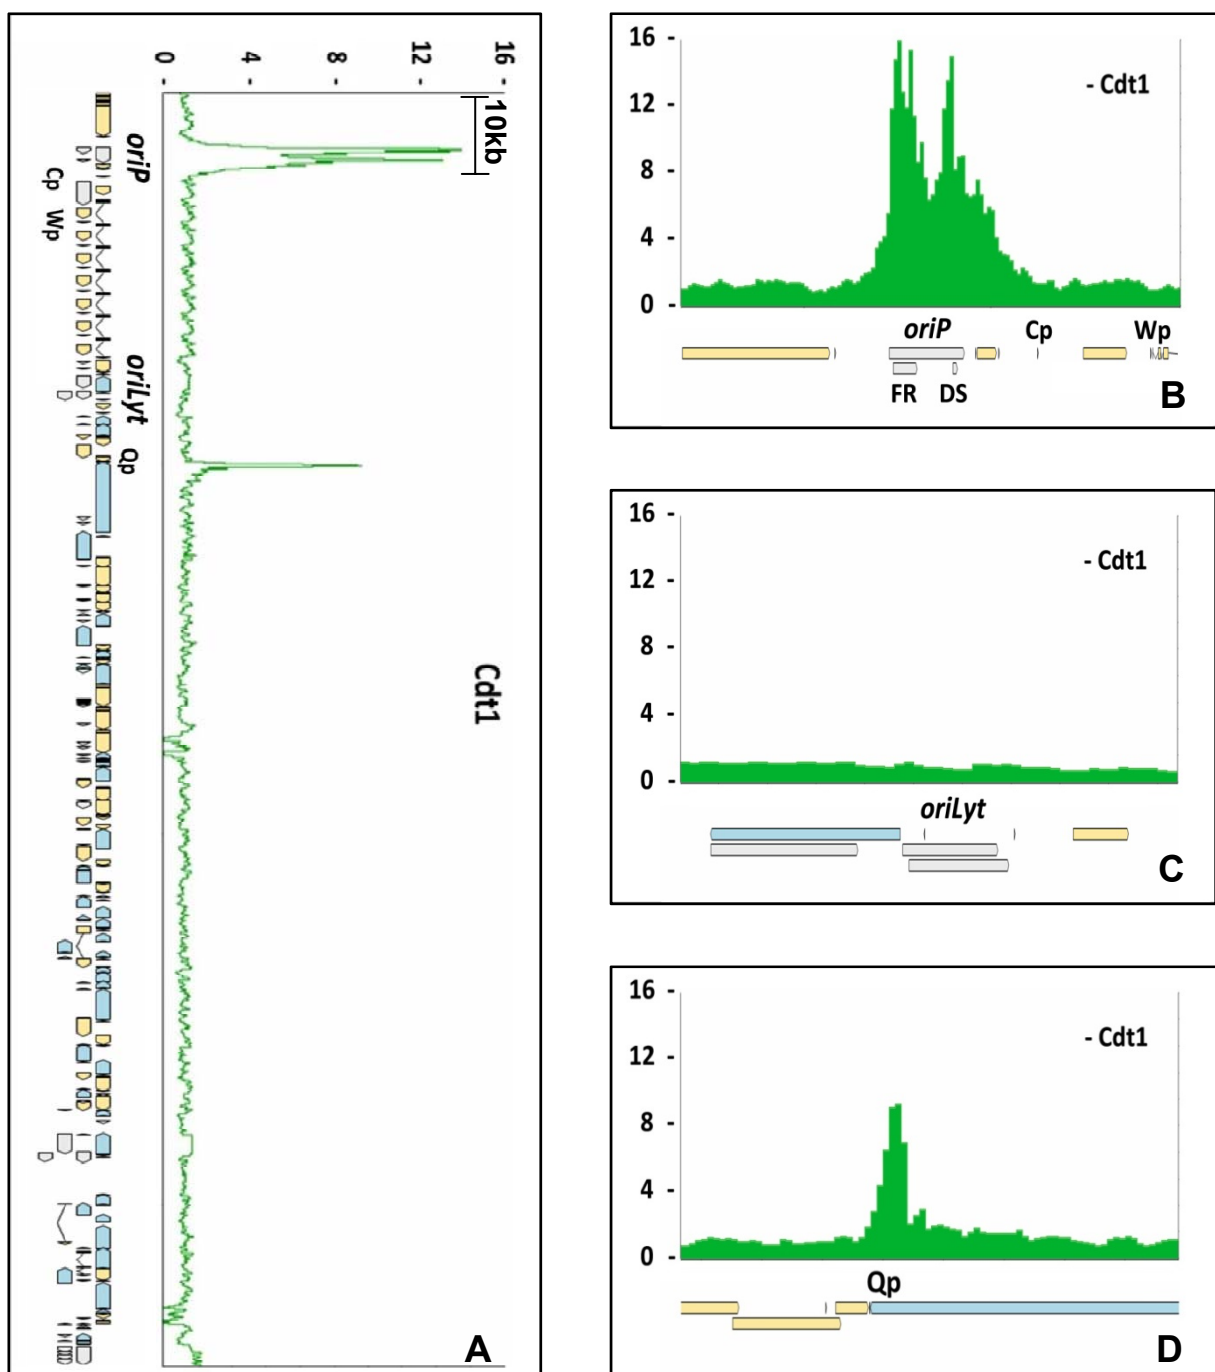 16 -
12 -
8 -
4 -
0 -
10kb
Cdt1
oriP
Cp Wp
oriLyt
Qp
A
16 -
12 -
8 -
4 -
0 -
- Cdt1
oriP
Cp
Wp
FR
DS
B
16 -
12 -
8 -
4 -
0 -
- Cdt1
oriLyt
C
16 -
12 -
8 -
4 -
0 -
- Cdt1
Qp
D